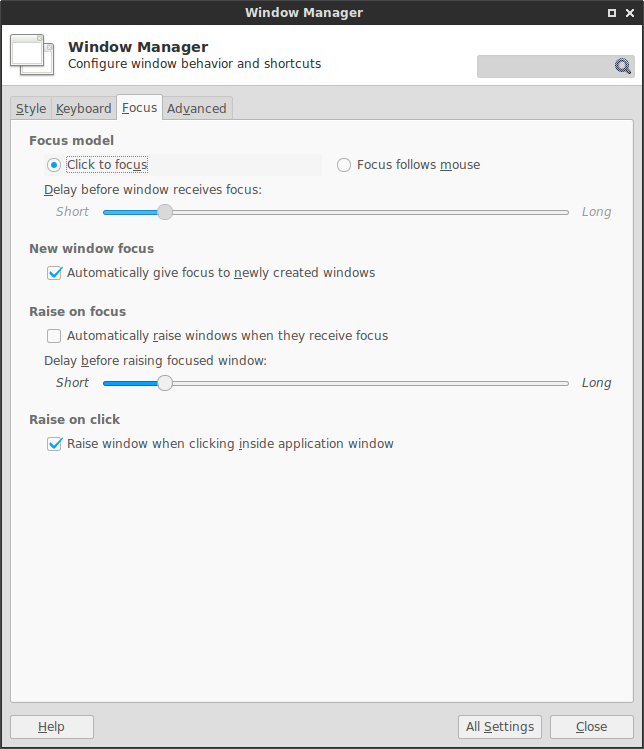 Window Manager
Window Manager
Configure window behavior and shortcuts
Style Keyboard Focus Advanced
Focus model
Click to focus Focus follows mouse
Delay before window receives focus:
Short Long
New window focus
Automatically give focus to newly created windows
Raise on focus
Automatically raise windows when they receive focus
Delay before raising focused window:
Short Long
Raise on click
Raise window when clicking inside application window
Help All Settings Close